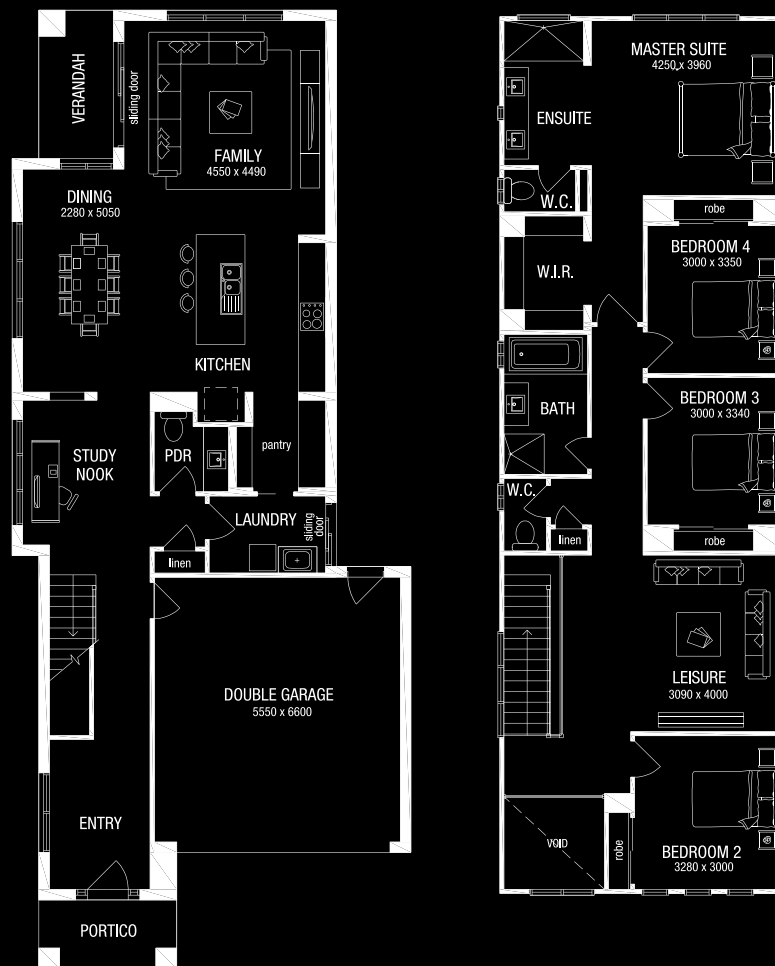 VERANDAH
sliding door
FAMILY
4550 x 4490
DINING
2280 x 5050
KITCHEN
STUDY
NOOK
PDR
pantry
LAUNDRY
sliding
door
linen
DOUBLE GARAGE
5550 x 6600
ENTRY
PORTICO
MASTER SUITE
4250 x 3960
ENSUITE
W.C.
robe
W.I.R.
BEDROOM 4
3000 x 3350
BATH
BEDROOM 3
3000 x 3340
W.C.
linen
robe
LEISURE
3090 x 4000
VOID
robe
BEDROOM 2
3280 x 3000